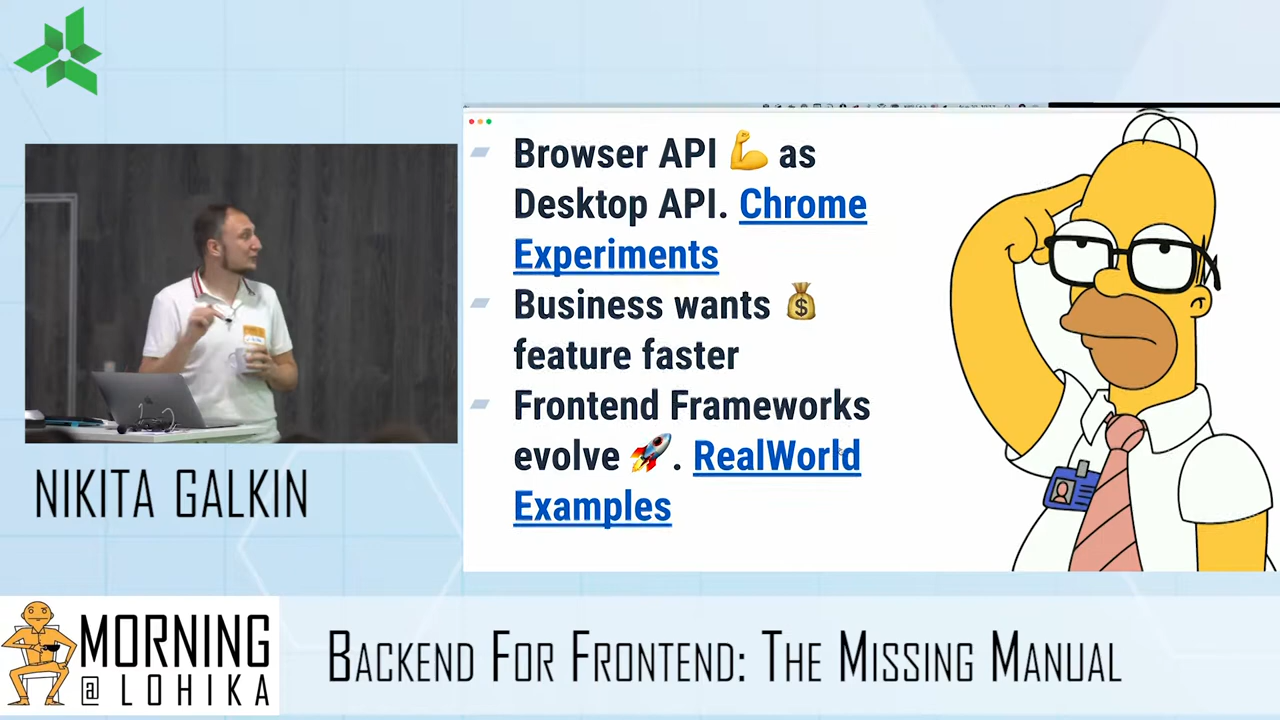 Browser API 💪 as
Desktop API. Chrome
Experiments
Business wants 💰
feature faster
Frontend Frameworks
evolve 🚀. RealWorld
Examples
NIKITA GALKIN
MORNING
@ LOHIKA
BACKEND FOR FRONTEND: THE MISSING MANUAL